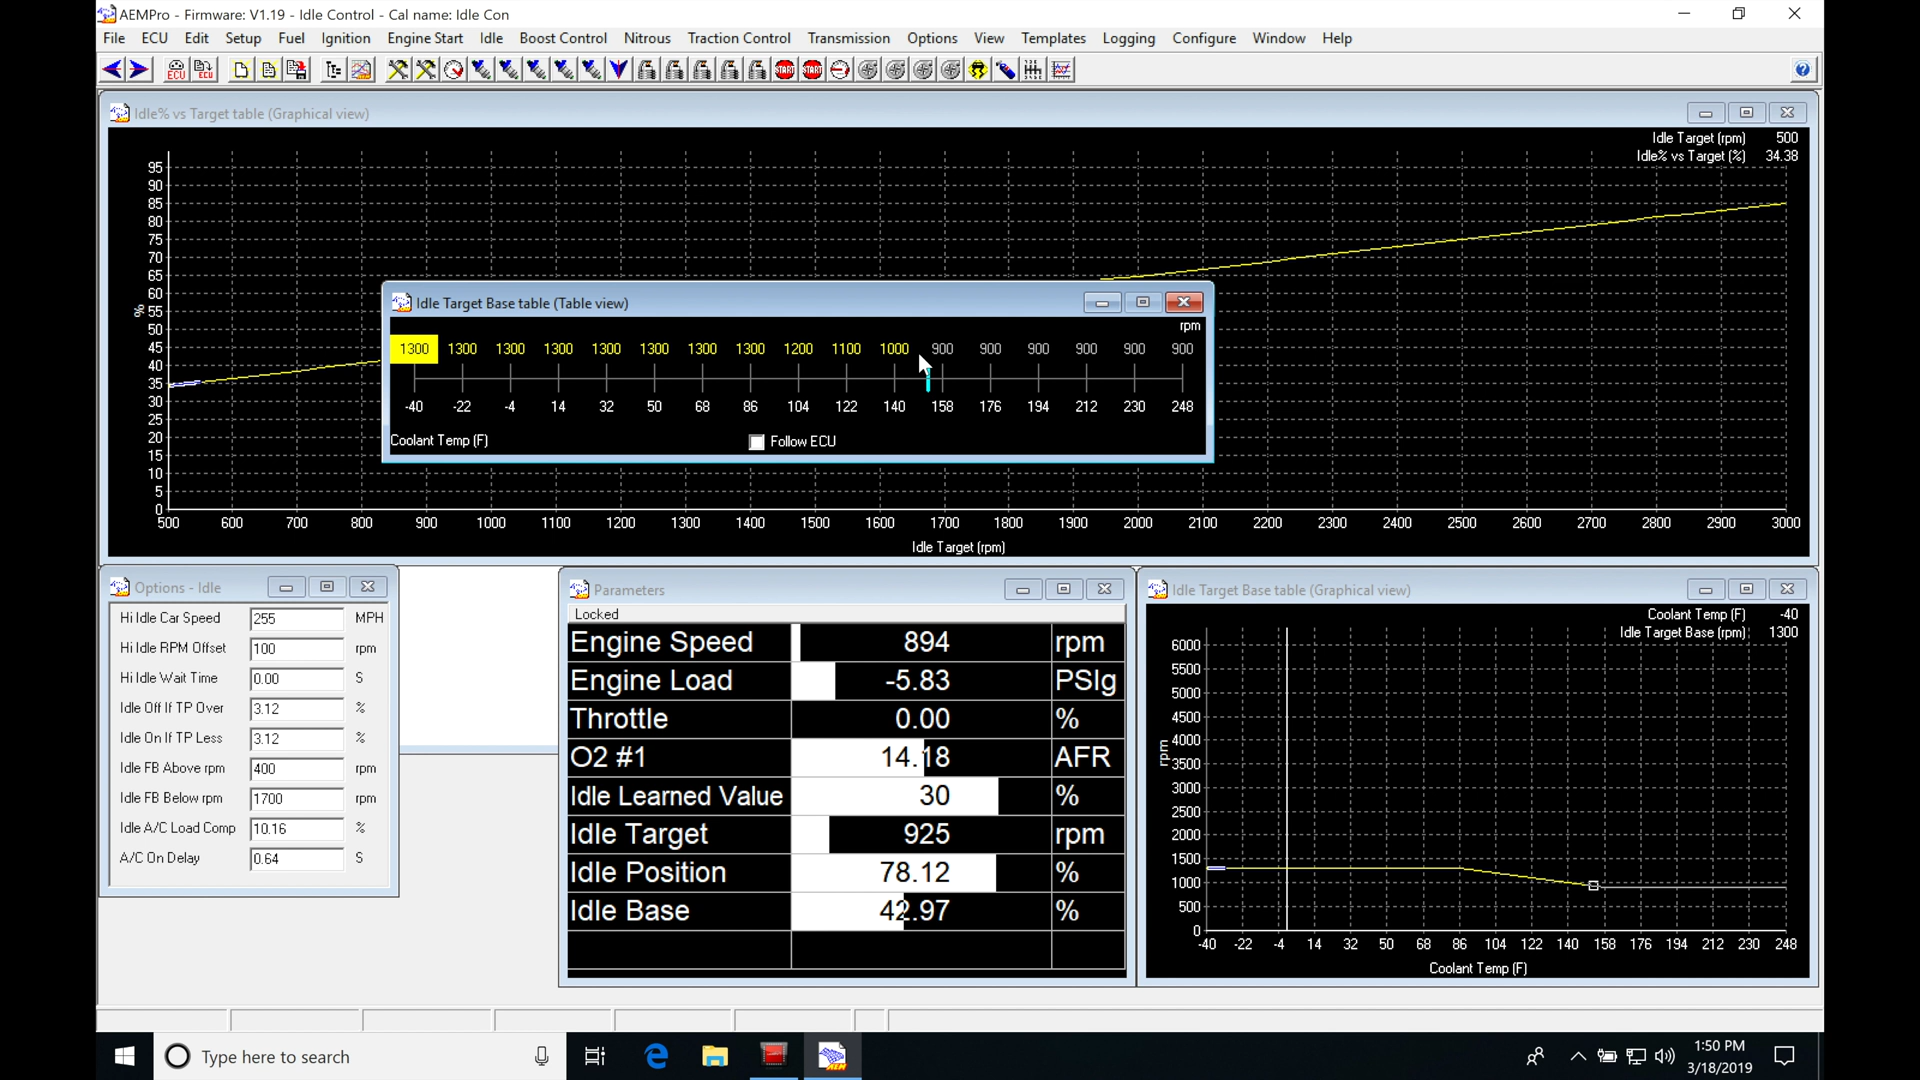 AEMPro - Firmware: V1.19 - Idle Control - Cal name: Idle Con
File ECU Edit Setup Fuel Ignition Engine Start Idle Boost Control Nitrous Traction Control Transmission Options View Templates Logging Configure Window Help
ECU ECU START START
Idle% vs Target table (Graphical view)
Idle Target (rpm) 500
Idle% vs Target (%) 34.38
95
90
85
80
75
70
65
60
55
50
45
40
35
30
25
20
15
10
5
0
%
500 600 700 800 900 1000 1100 1200 1300 1400 1500 1600 1700 1800 1900 2000 2100 2200 2300 2400 2500 2600 2700 2800 2900 3000
Idle Target (rpm)
Idle Target Base table (Table view)
rpm
1300 1300 1300 1300 1300 1300 1300 1300 1200 1100 1000 900 900 900 900 900 900
-40 -22 -4 14 32 50 68 86 104 122 140 158 176 194 212 230 248
Coolant Temp (F) Follow ECU
Options - Idle
Hi Idle Car Speed 255 MPH
Hi Idle RPM Offset 100 rpm
Hi Idle Wait Time 0.00 S
Idle Off If TP Over 3.12 %
Idle On If TP Less 3.12 %
Idle FB Above rpm 400 rpm
Idle FB Below rpm 1700 rpm
Idle A/C Load Comp 10.16 %
A/C On Delay 0.64 S
Parameters
Locked
Engine Speed 894 rpm
Engine Load -5.83 PSIg
Throttle 0.00 %
O2 #1 14.18 AFR
Idle Learned Value 30 %
Idle Target 925 rpm
Idle Position 78.12 %
Idle Base 42.97 %
Idle Target Base table (Graphical view)
Coolant Temp (F) -40
Idle Target Base (rpm) 1300
6000
5500
5000
4500
4000
3500
3000
2500
2000
1500
1000
500
0
rpm
-40 -22 -4 14 32 50 68 86 104 122 140 158 176 194 212 230 248
Coolant Temp (F)
Type here to search
AEM
1:50 PM
3/18/2019